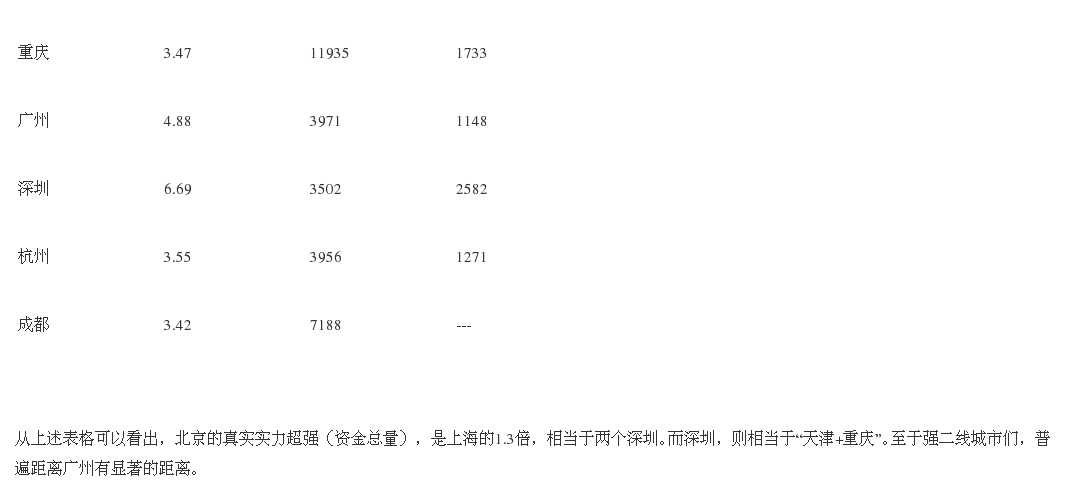 重庆 3.47 11935 1733
广州 4.88 3971 1148
深圳 6.69 3502 2582
杭州 3.55 3956 1271
成都 3.42 7188 ---
从上述表格可以看出，北京的真实实力超强（资金总量），是上海的1.3倍，相当于两个深圳。而深圳，则相当于“天津+重庆”。至于强二线城市们，普
遍距离广州有显著的距离。